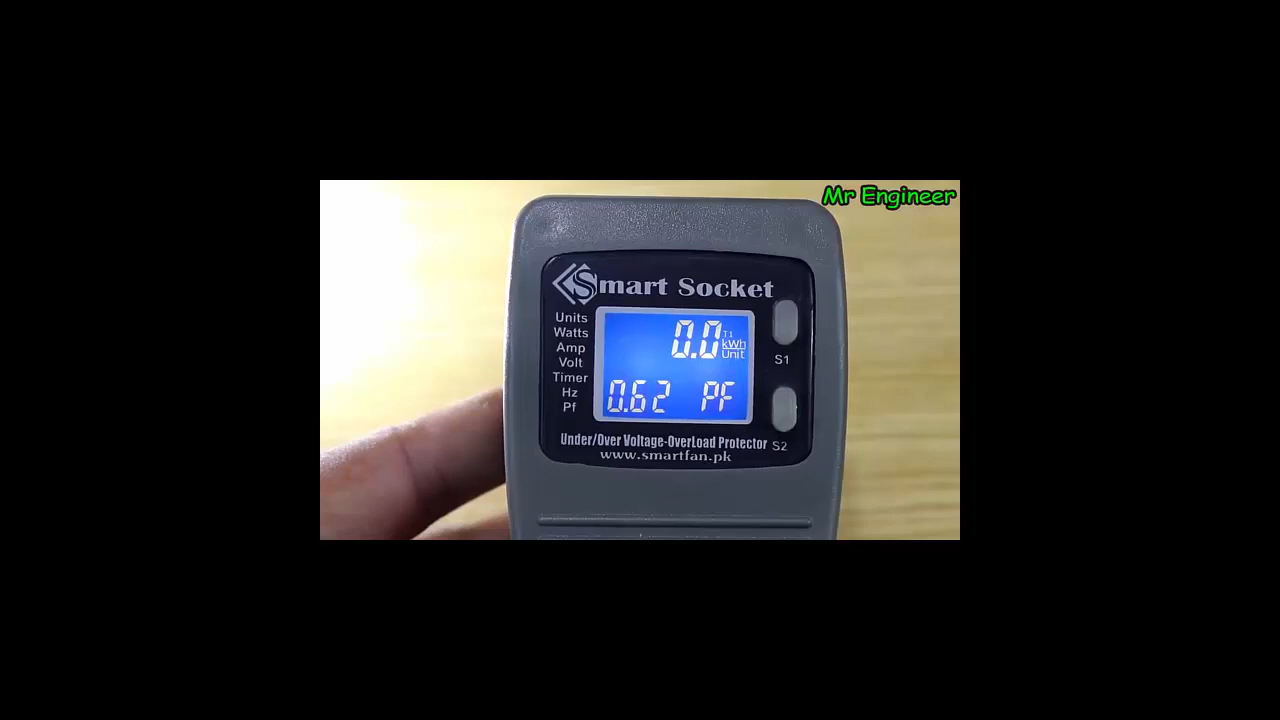 Mr Engineer
Smart Socket
Units
Watts
Amp
Volt
Timer
Hz
Pf
0.0 T1 kWh Unit
0.62 PF
S1
S2
Under/Over Voltage-OverLoad Protector
www.smartfan.pk